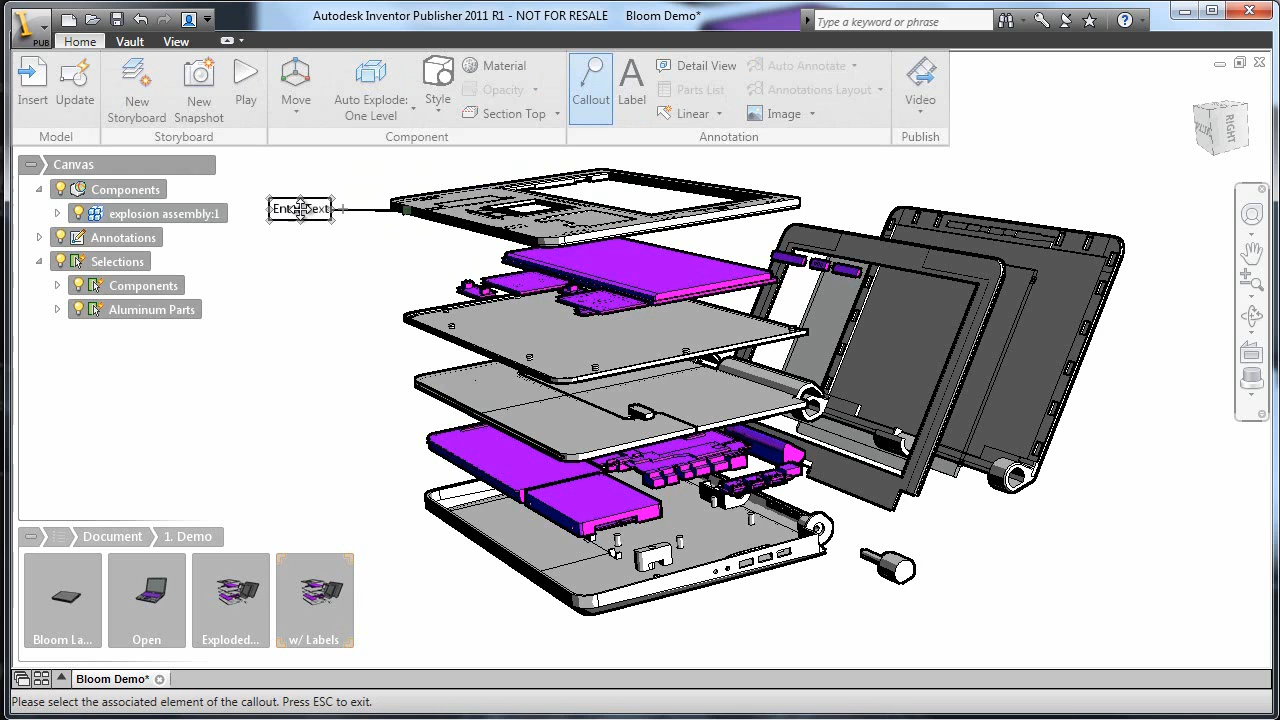 Autodesk Inventor Publisher 2011 R1 - NOT FOR RESALE Bloom Demo*
Type a keyword or phrase
PUB
Home Vault View
Insert
Update
New Storyboard
New Snapshot
Play
Move
Auto Explode: One Level
Style
Material
Opacity
Section Top
Callout
Label
Detail View
Parts List
Linear
Auto Annotate
Annotations Layout
Image
Video
Model Storyboard Component Annotation Publish
RIGHT
Canvas
Components
explosion assembly:1
Annotations
Selections
Components
Aluminum Parts
Document 1. Demo
Bloom La... Open Exploded... w/ Labels
Bloom Demo*
Please select the associated element of the callout. Press ESC to exit.